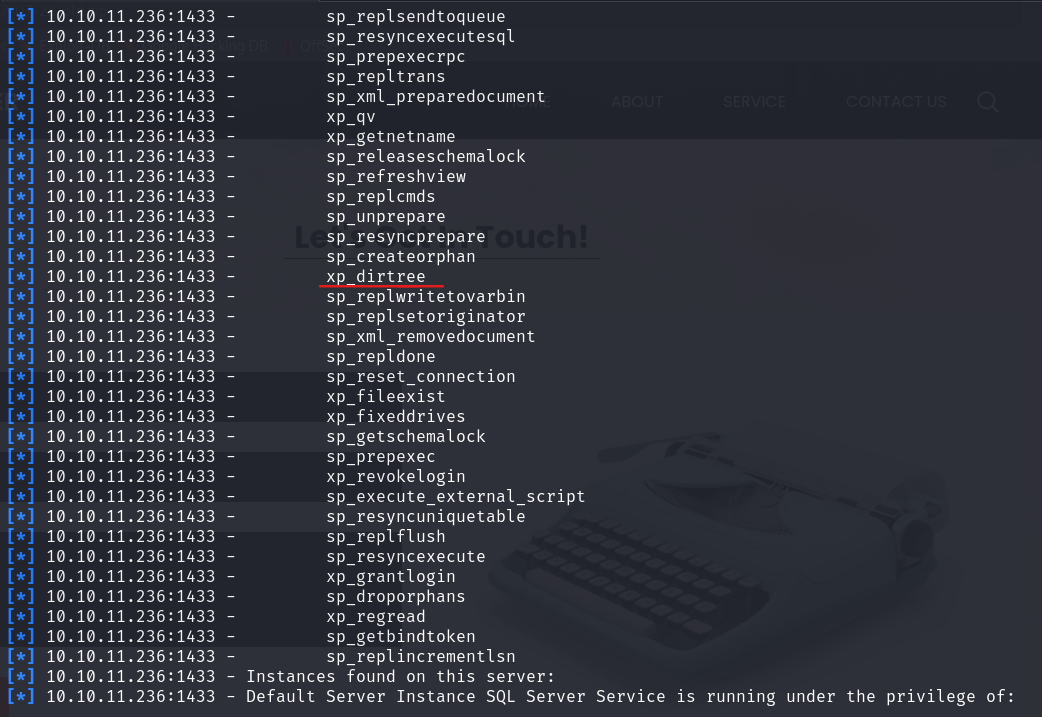 [*] 10.10.11.236:1433 - sp_replsendtoqueue
[*] 10.10.11.236:1433 - sp_resyncexecutesql
[*] 10.10.11.236:1433 - sp_prepexecrpc
[*] 10.10.11.236:1433 - sp_repltrans
[*] 10.10.11.236:1433 - sp_xml_preparedocument
[*] 10.10.11.236:1433 - xp_qv
[*] 10.10.11.236:1433 - xp_getnetname
[*] 10.10.11.236:1433 - sp_releaseschemalock
[*] 10.10.11.236:1433 - sp_refreshview
[*] 10.10.11.236:1433 - sp_replcmds
[*] 10.10.11.236:1433 - sp_unprepare
[*] 10.10.11.236:1433 - sp_resyncprepare
[*] 10.10.11.236:1433 - sp_createorphan
[*] 10.10.11.236:1433 - xp_dirtree
[*] 10.10.11.236:1433 - sp_replwritetovarbin
[*] 10.10.11.236:1433 - sp_replsetoriginator
[*] 10.10.11.236:1433 - sp_xml_removedocument
[*] 10.10.11.236:1433 - sp_repldone
[*] 10.10.11.236:1433 - sp_reset_connection
[*] 10.10.11.236:1433 - xp_fileexist
[*] 10.10.11.236:1433 - xp_fixeddrives
[*] 10.10.11.236:1433 - sp_getschemalock
[*] 10.10.11.236:1433 - sp_prepexec
[*] 10.10.11.236:1433 - xp_revokelogin
[*] 10.10.11.236:1433 - sp_execute_external_script
[*] 10.10.11.236:1433 - sp_resyncuniquetable
[*] 10.10.11.236:1433 - sp_replflush
[*] 10.10.11.236:1433 - sp_resyncexecute
[*] 10.10.11.236:1433 - xp_grantlogin
[*] 10.10.11.236:1433 - sp_droporphans
[*] 10.10.11.236:1433 - xp_regread
[*] 10.10.11.236:1433 - sp_getbindtoken
[*] 10.10.11.236:1433 - sp_replincrementlsn
[*] 10.10.11.236:1433 - Instances found on this server:
[*] 10.10.11.236:1433 - Default Server Instance SQL Server Service is running under the privilege of:
ABOUT SERVICE CONTACT US
Touch!